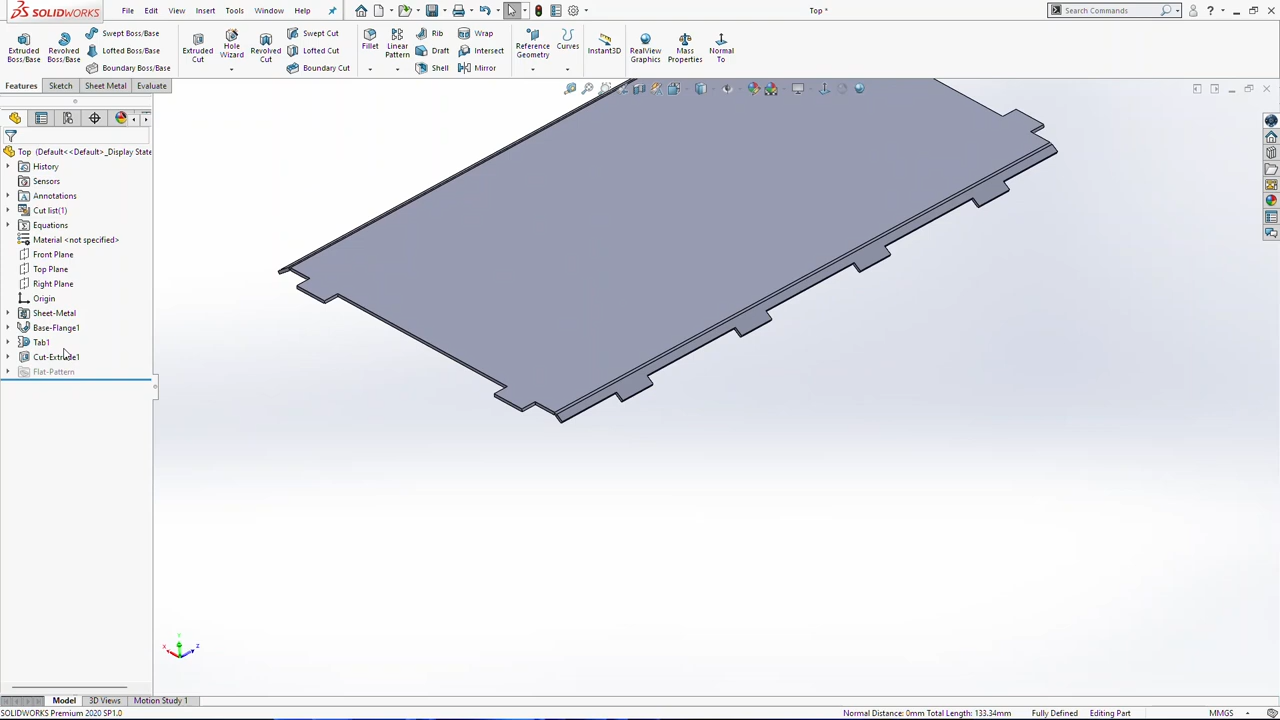 SOLIDWORKS File Edit View Insert Tools Window Help Top * Search Commands ?
Extruded Boss/Base
Revolved Boss/Base
Swept Boss/Base
Lofted Boss/Base
Boundary Boss/Base
Extruded Cut
Hole Wizard
Revolved Cut
Swept Cut
Lofted Cut
Boundary Cut
Fillet
Linear Pattern
Rib
Draft
Shell
Wrap
Intersect
Mirror
Reference Geometry
Curves
Instant3D
RealView Graphics
Mass Properties
Normal To
Features Sketch Sheet Metal Evaluate
Top (Default<<Default>_Display State
History
Sensors
Annotations
Cut list(1)
Equations
Material <not specified>
Front Plane
Top Plane
Right Plane
Origin
Sheet-Metal
Base-Flange1
Tab1
Cut-Extrude1
Flat-Pattern
Y
X Z
Model 3D Views Motion Study 1
SOLIDWORKS Premium 2020 SP1.0 Normal Distance: 0mm Total Length: 133.34mm Fully Defined Editing Part MMGS